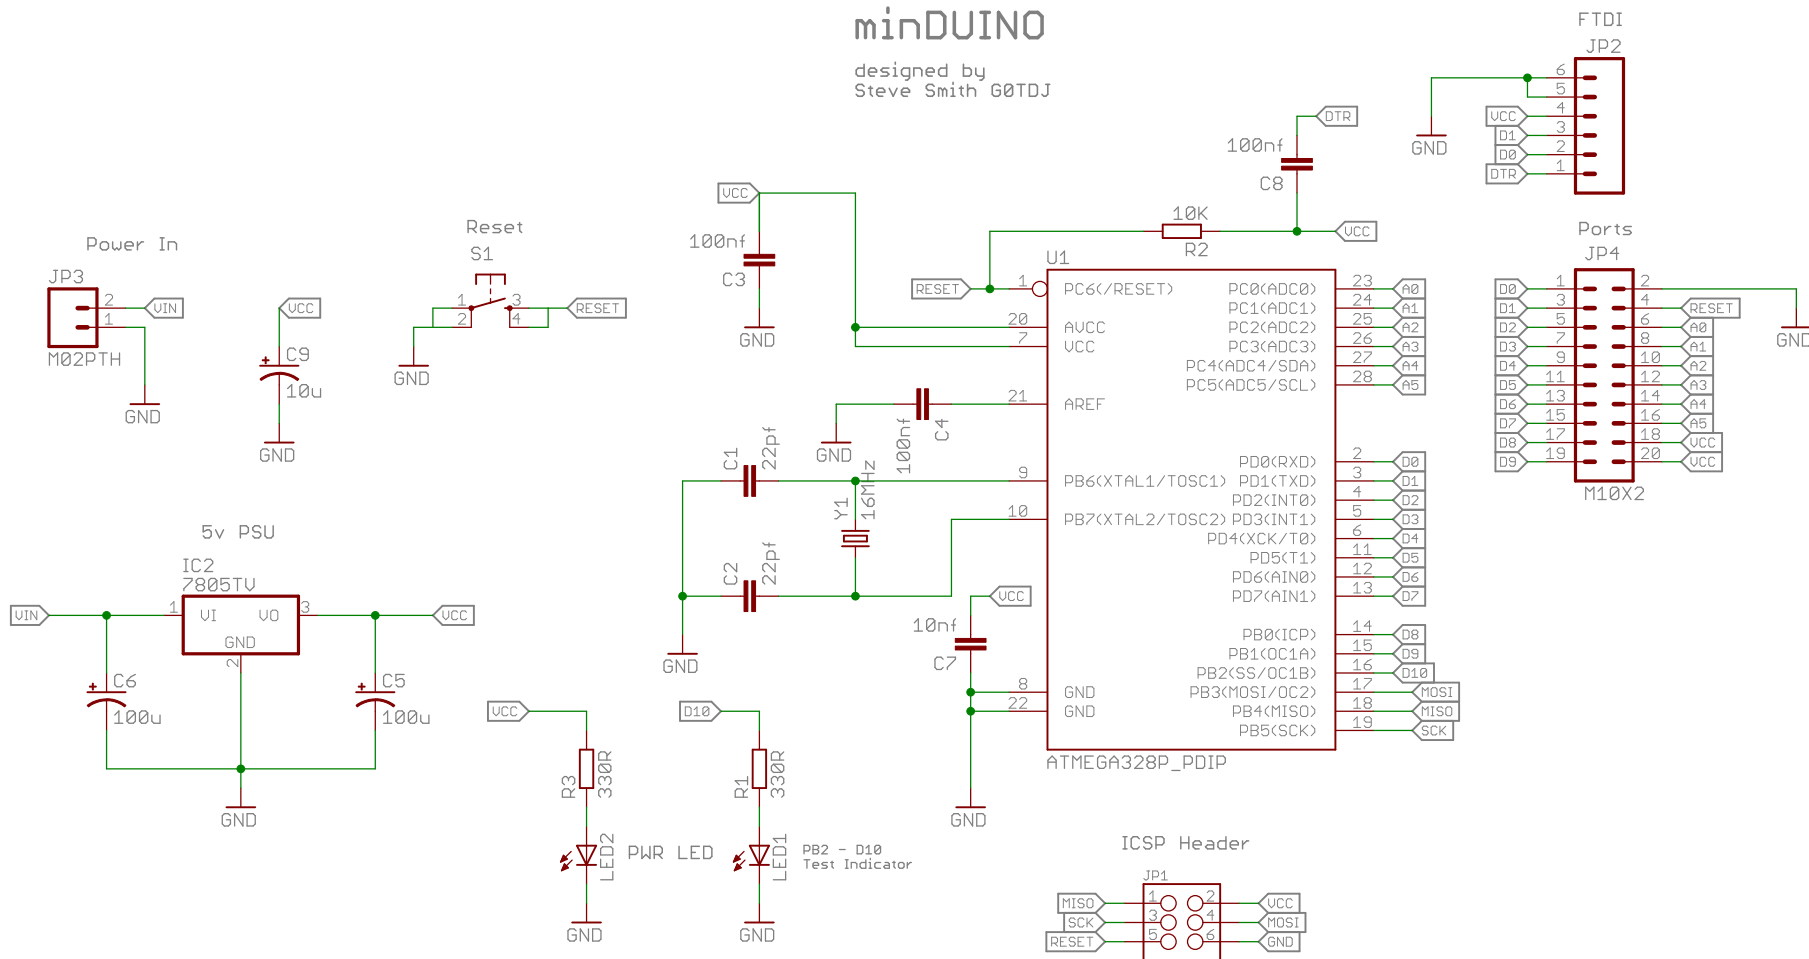 minDUINO
designed by
Steve Smith G0TDJ
FTDI
JP2
6
5
4
3
2
1
VCC
D1
D0
DTR
GND
DTR
100nf
C8
VCC
10K
R2
VCC
100nf
C3
GND
Power In
JP3
2
1
VIN
M02PTH
GND
VCC
C9
10u
GND
Reset
S1
1
2
3
4
RESET
GND
RESET
U1
1
20
7
21
9
10
8
22
PC6(/RESET)
AVCC
VCC
AREF
PB6(XTAL1/TOSC1)
PB7(XTAL2/TOSC2)
GND
GND
PC0(ADC0) 23 A0
PC1(ADC1) 24 A1
PC2(ADC2) 25 A2
PC3(ADC3) 26 A3
PC4(ADC4/SDA) 27 A4
PC5(ADC5/SCL) 28 A5
PD0(RXD) 2 D0
PD1(TXD) 3 D1
PD2(INT0) 4 D2
PD3(INT1) 5 D3
PD4(XCK/T0) 6 D4
PD5(T1) 11 D5
PD6(AIN0) 12 D6
PD7(AIN1) 13 D7
PB0(ICP) 14 D8
PB1(OC1A) 15 D9
PB2(SS/OC1B) 16 D10
PB3(MOSI/OC2) 17 MOSI
PB4(MISO) 18 MISO
PB5(SCK) 19 SCK
ATMEGA328P_PDIP
GND
100nf
C4
C1
22pf
Y1
16MHz
C2
22pf
GND
VCC
10nf
C7
GND
Ports
JP4
D0 1 2
D1 3 4 RESET
D2 5 6 A0
D3 7 8 A1
D4 9 10 A2
D5 11 12 A3
D6 13 14 A4
D7 15 16 A5
D8 17 18 VCC
D9 19 20 VCC
M10X2
GND
5v PSU
IC2
7805TV
VIN
1
VI
VO
3
VCC
GND
2
C6
100u
C5
100u
GND
VCC
R3
330R
LED2
PWR LED
GND
D10
R1
330R
LED1
PB2 - D10
Test Indicator
GND
ICSP Header
JP1
MISO 1 2 VCC
SCK 3 4 MOSI
RESET 5 6 GND